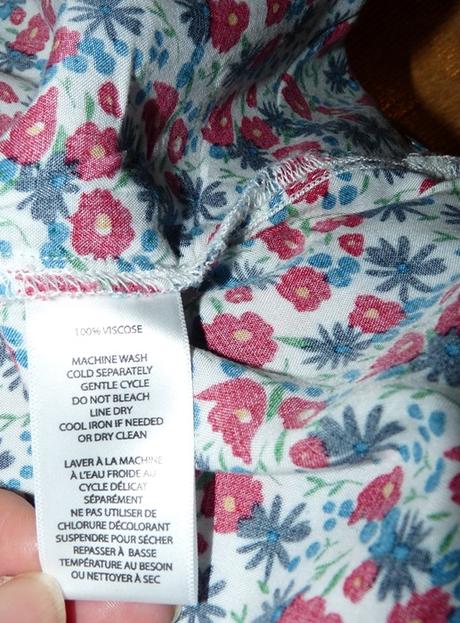 100% VISCOSE
MACHINE WASH
COLD SEPARATELY
GENTLE CYCLE
DO NOT BLEACH
LINE DRY
COOL IRON IF NEEDED
OR DRY CLEAN
LAVER À LA MACHINE
À L'EAU FROIDE AU
CYCLE DÉLICAT
SÉPARÉMENT
NE PAS UTILISER DE
CHLORURE DÉCOLORANT
SUSPENDRE POUR SÉCHER
REPASSER À BASSE
TEMPÉRATURE AU BESOIN
OU NETTOYER À SEC